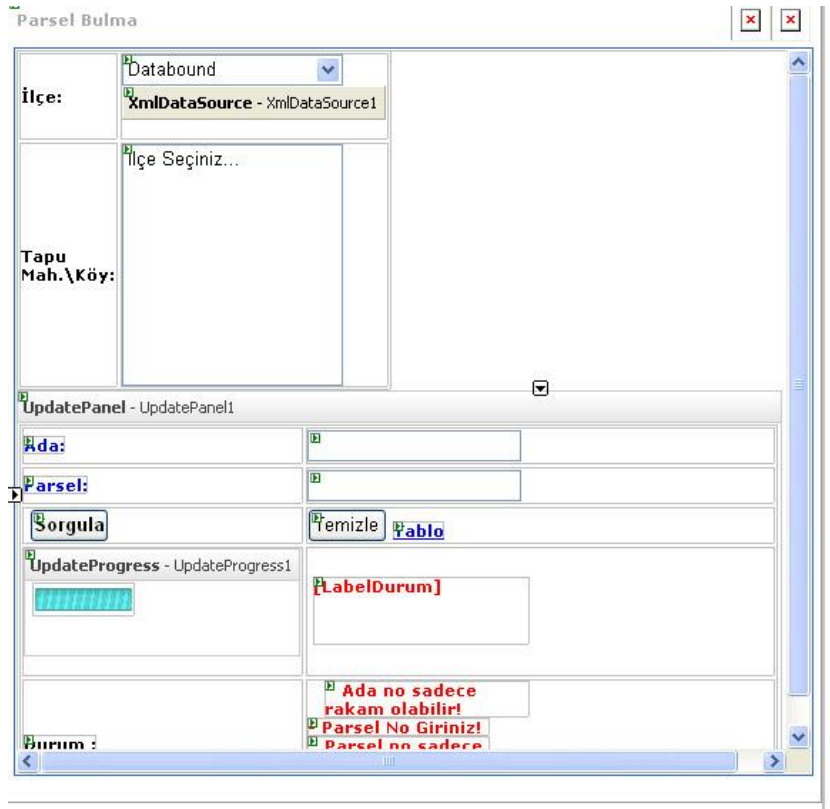 Parsel Bulma
Databound
İlçe:
XmlDataSource - XmlDataSource1
İlçe Seçiniz...
Tapu
Mah.\Köy:
UpdatePanel - UpdatePanel1
Ada:
Parsel:
Sorgula Temizle Tablo
UpdateProgress - UpdateProgress1
[LabelDurum]
Ada no sadece
rakam olabilir!
Parsel No Giriniz!
Durum : Parsel no sadece